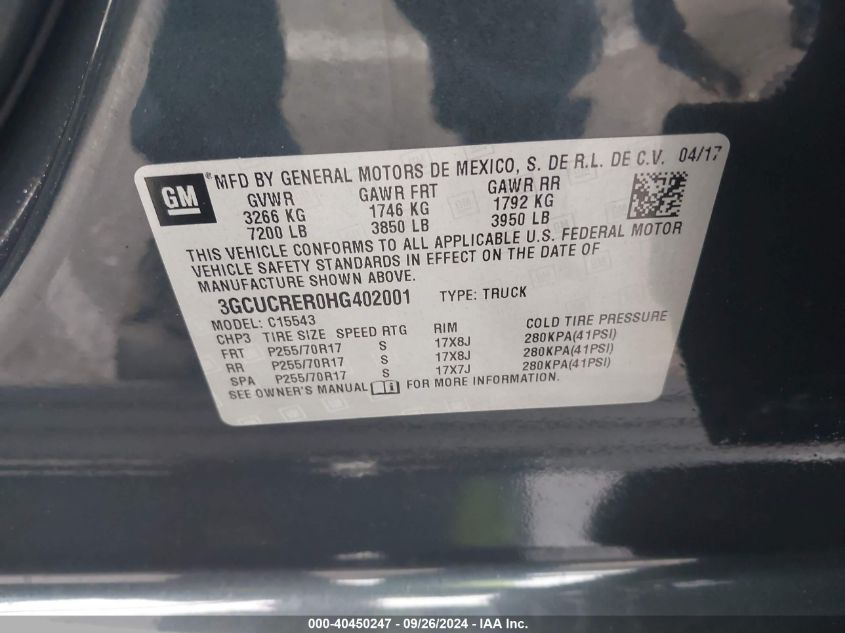 GM ® MFD BY GENERAL MOTORS DE MEXICO, S. DE R.L. DE C.V. 04/17
GVWR GAWR FRT GAWR RR
3266 KG 1746 KG 1792 KG
7200 LB 3850 LB 3950 LB
THIS VEHICLE CONFORMS TO ALL APPLICABLE U.S. FEDERAL MOTOR
VEHICLE SAFETY STANDARDS IN EFFECT ON THE DATE OF
MANUFACTURE SHOWN ABOVE.
3GCUCRER0HG402001 TYPE: TRUCK
MODEL: C15543
CHP3 TIRE SIZE SPEED RTG RIM COLD TIRE PRESSURE
FRT P255/70R17 S 17X8J 280KPA(41PSI)
RR P255/70R17 S 17X8J 280KPA(41PSI)
SPA P255/70R17 S 17X7J 280KPA(41PSI)
SEE OWNER'S MANUAL FOR MORE INFORMATION.
000-40450247 - 09/26/2024 - IAA Inc.